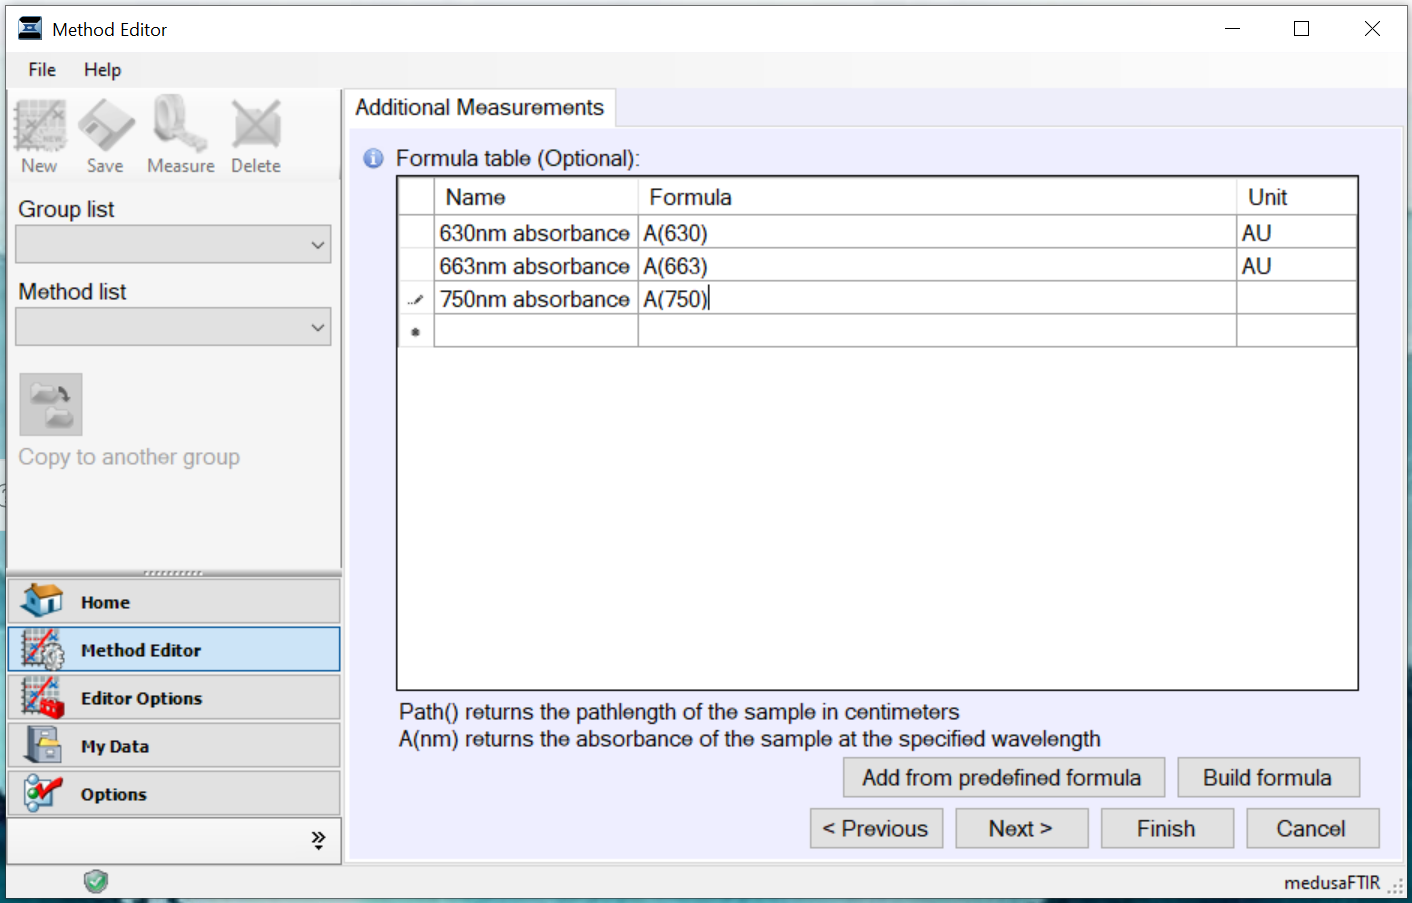 Method Editor
File Help
New Save Measure Delete
Group list
Method list
Copy to another group
Home
Method Editor
Editor Options
My Data
Options
Additional Measurements
Formula table (Optional):
Name Formula Unit
630nm absorbance A(630) AU
663nm absorbance A(663) AU
750nm absorbance A(750)
Path() returns the pathlength of the sample in centimeters
A(nm) returns the absorbance of the sample at the specified wavelength
Add from predefined formula Build formula
< Previous Next > Finish Cancel
medusaFTIR